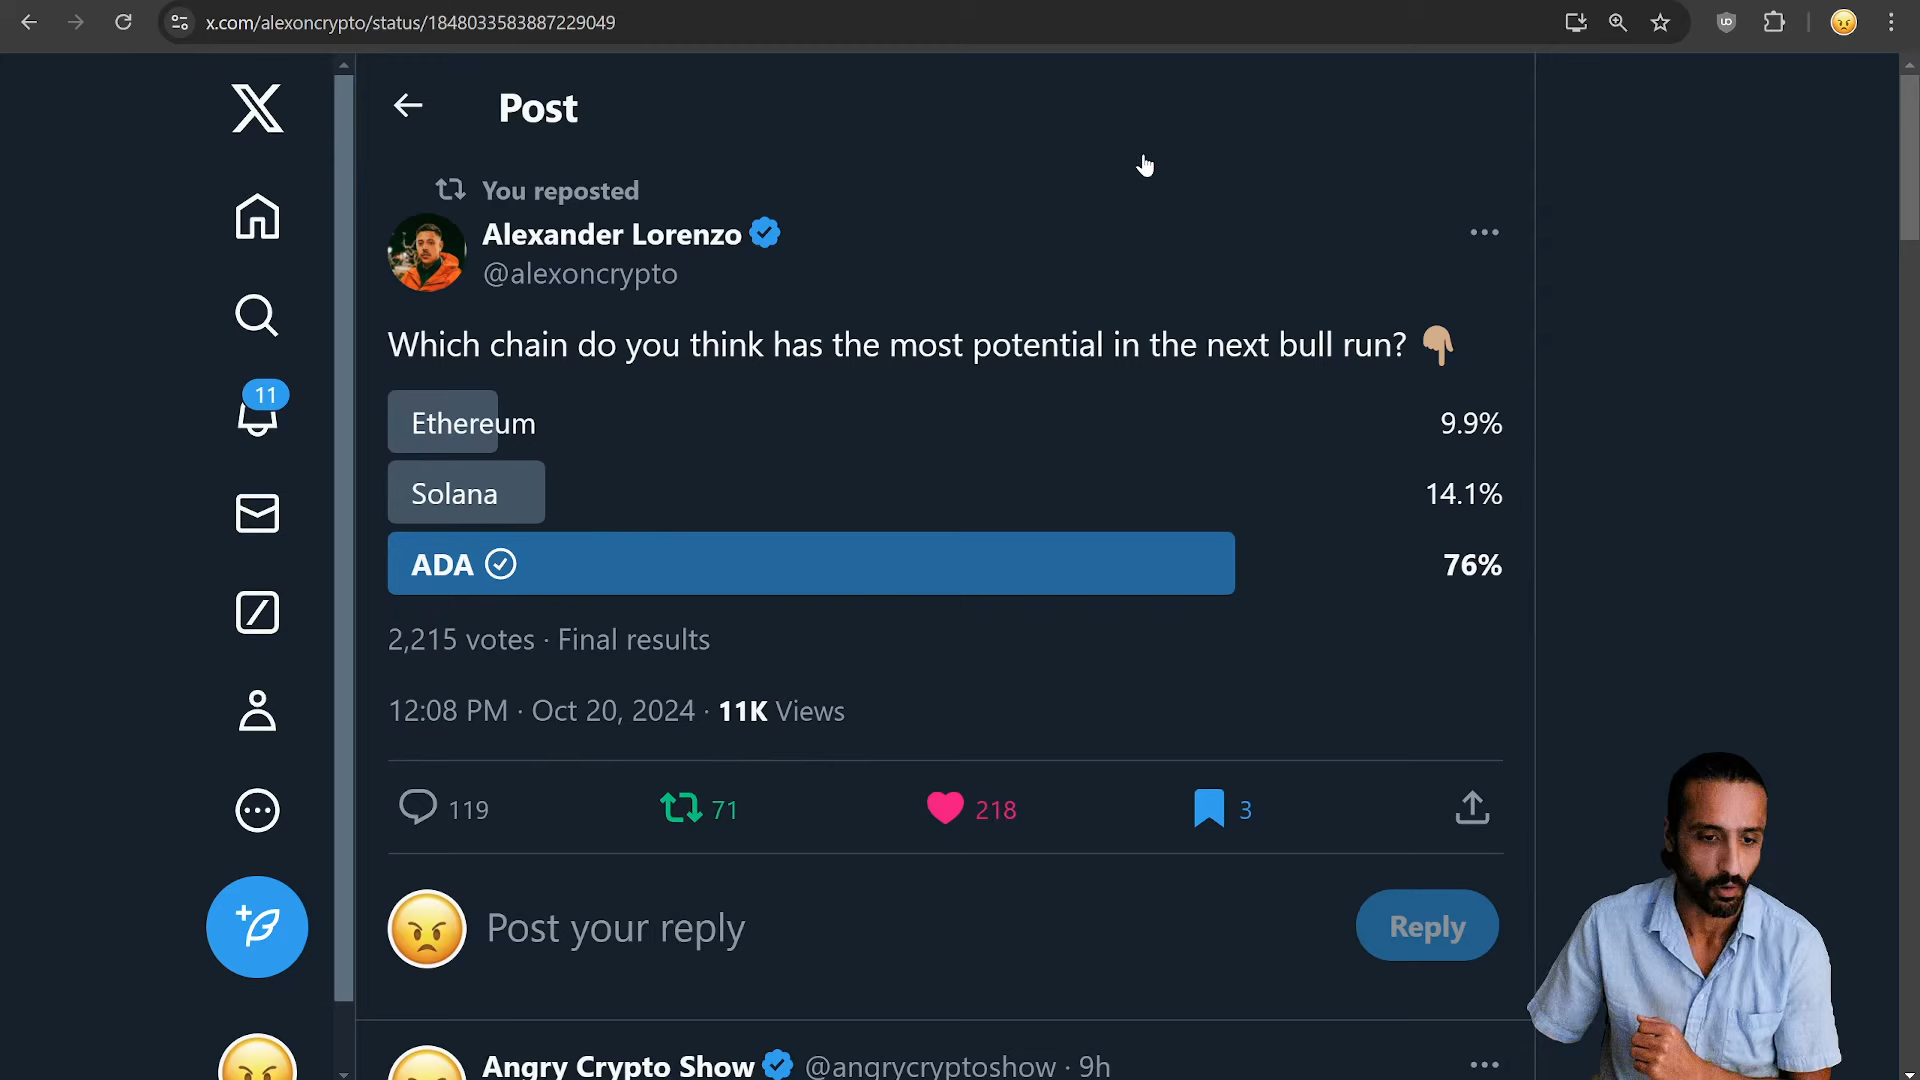 x.com/alexoncrypto/status/1848033583887229049
Post
You reposted
Alexander Lorenzo
@alexoncrypto
Which chain do you think has the most potential in the next bull run?
Ethereum 9.9%
Solana 14.1%
ADA 76%
2,215 votes · Final results
12:08 PM · Oct 20, 2024 · 11K Views
11
119 71 218 3
Post your reply Reply
Angry Crypto Show @angrycryptoshow · 9h